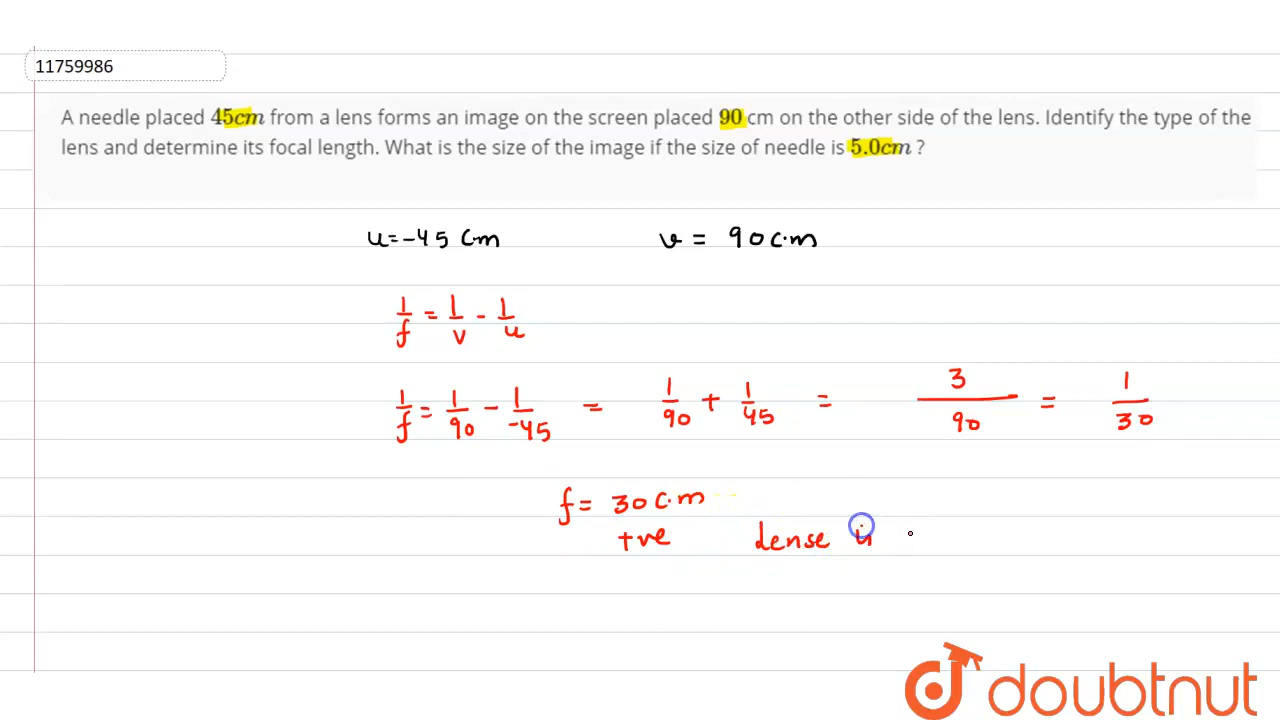 11759986
A needle placed 45cm from a lens forms an image on the screen placed 90 cm on the other side of the lens. Identify the type of the
lens and determine its focal length. What is the size of the image if the size of needle is 5.0cm ?
u=-45 c.m v = 90 c.m
1/f = 1/v - 1/u
1/f = 1/90 - 1/-45 = 1/90 + 1/45 = 3/90 = 1/30
f = 30 c.m
+ve dense
doubtnut